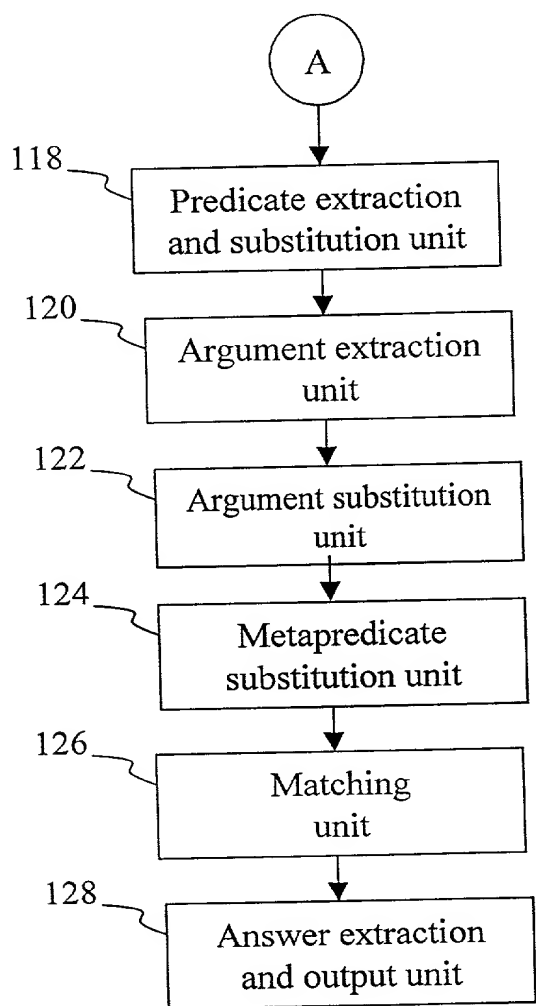 A
118
Predicate extraction
and substitution unit
120
Argument extraction
unit
122
Argument substitution
unit
124
Metapredicate
substitution unit
126
Matching
unit
128
Answer extraction
and output unit